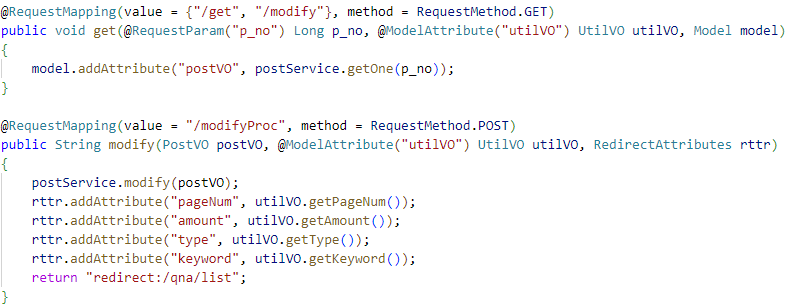 @RequestMapping(value = {"/get", "/modify"}, method = RequestMethod.GET)
public void get(@RequestParam("p_no") Long p_no, @ModelAttribute("utilVO") UtilVO utilVO, Model model)
{
    model.addAttribute("postVO", postService.getOne(p_no));
}

@RequestMapping(value = "/modifyProc", method = RequestMethod.POST)
public String modify(PostVO postVO, @ModelAttribute("utilVO") UtilVO utilVO, RedirectAttributes rttr)
{
    postService.modify(postVO);
    rttr.addAttribute("pageNum", utilVO.getPageNum());
    rttr.addAttribute("amount", utilVO.getAmount());
    rttr.addAttribute("type", utilVO.getType());
    rttr.addAttribute("keyword", utilVO.getKeyword());
    return "redirect:/qna/list";
}